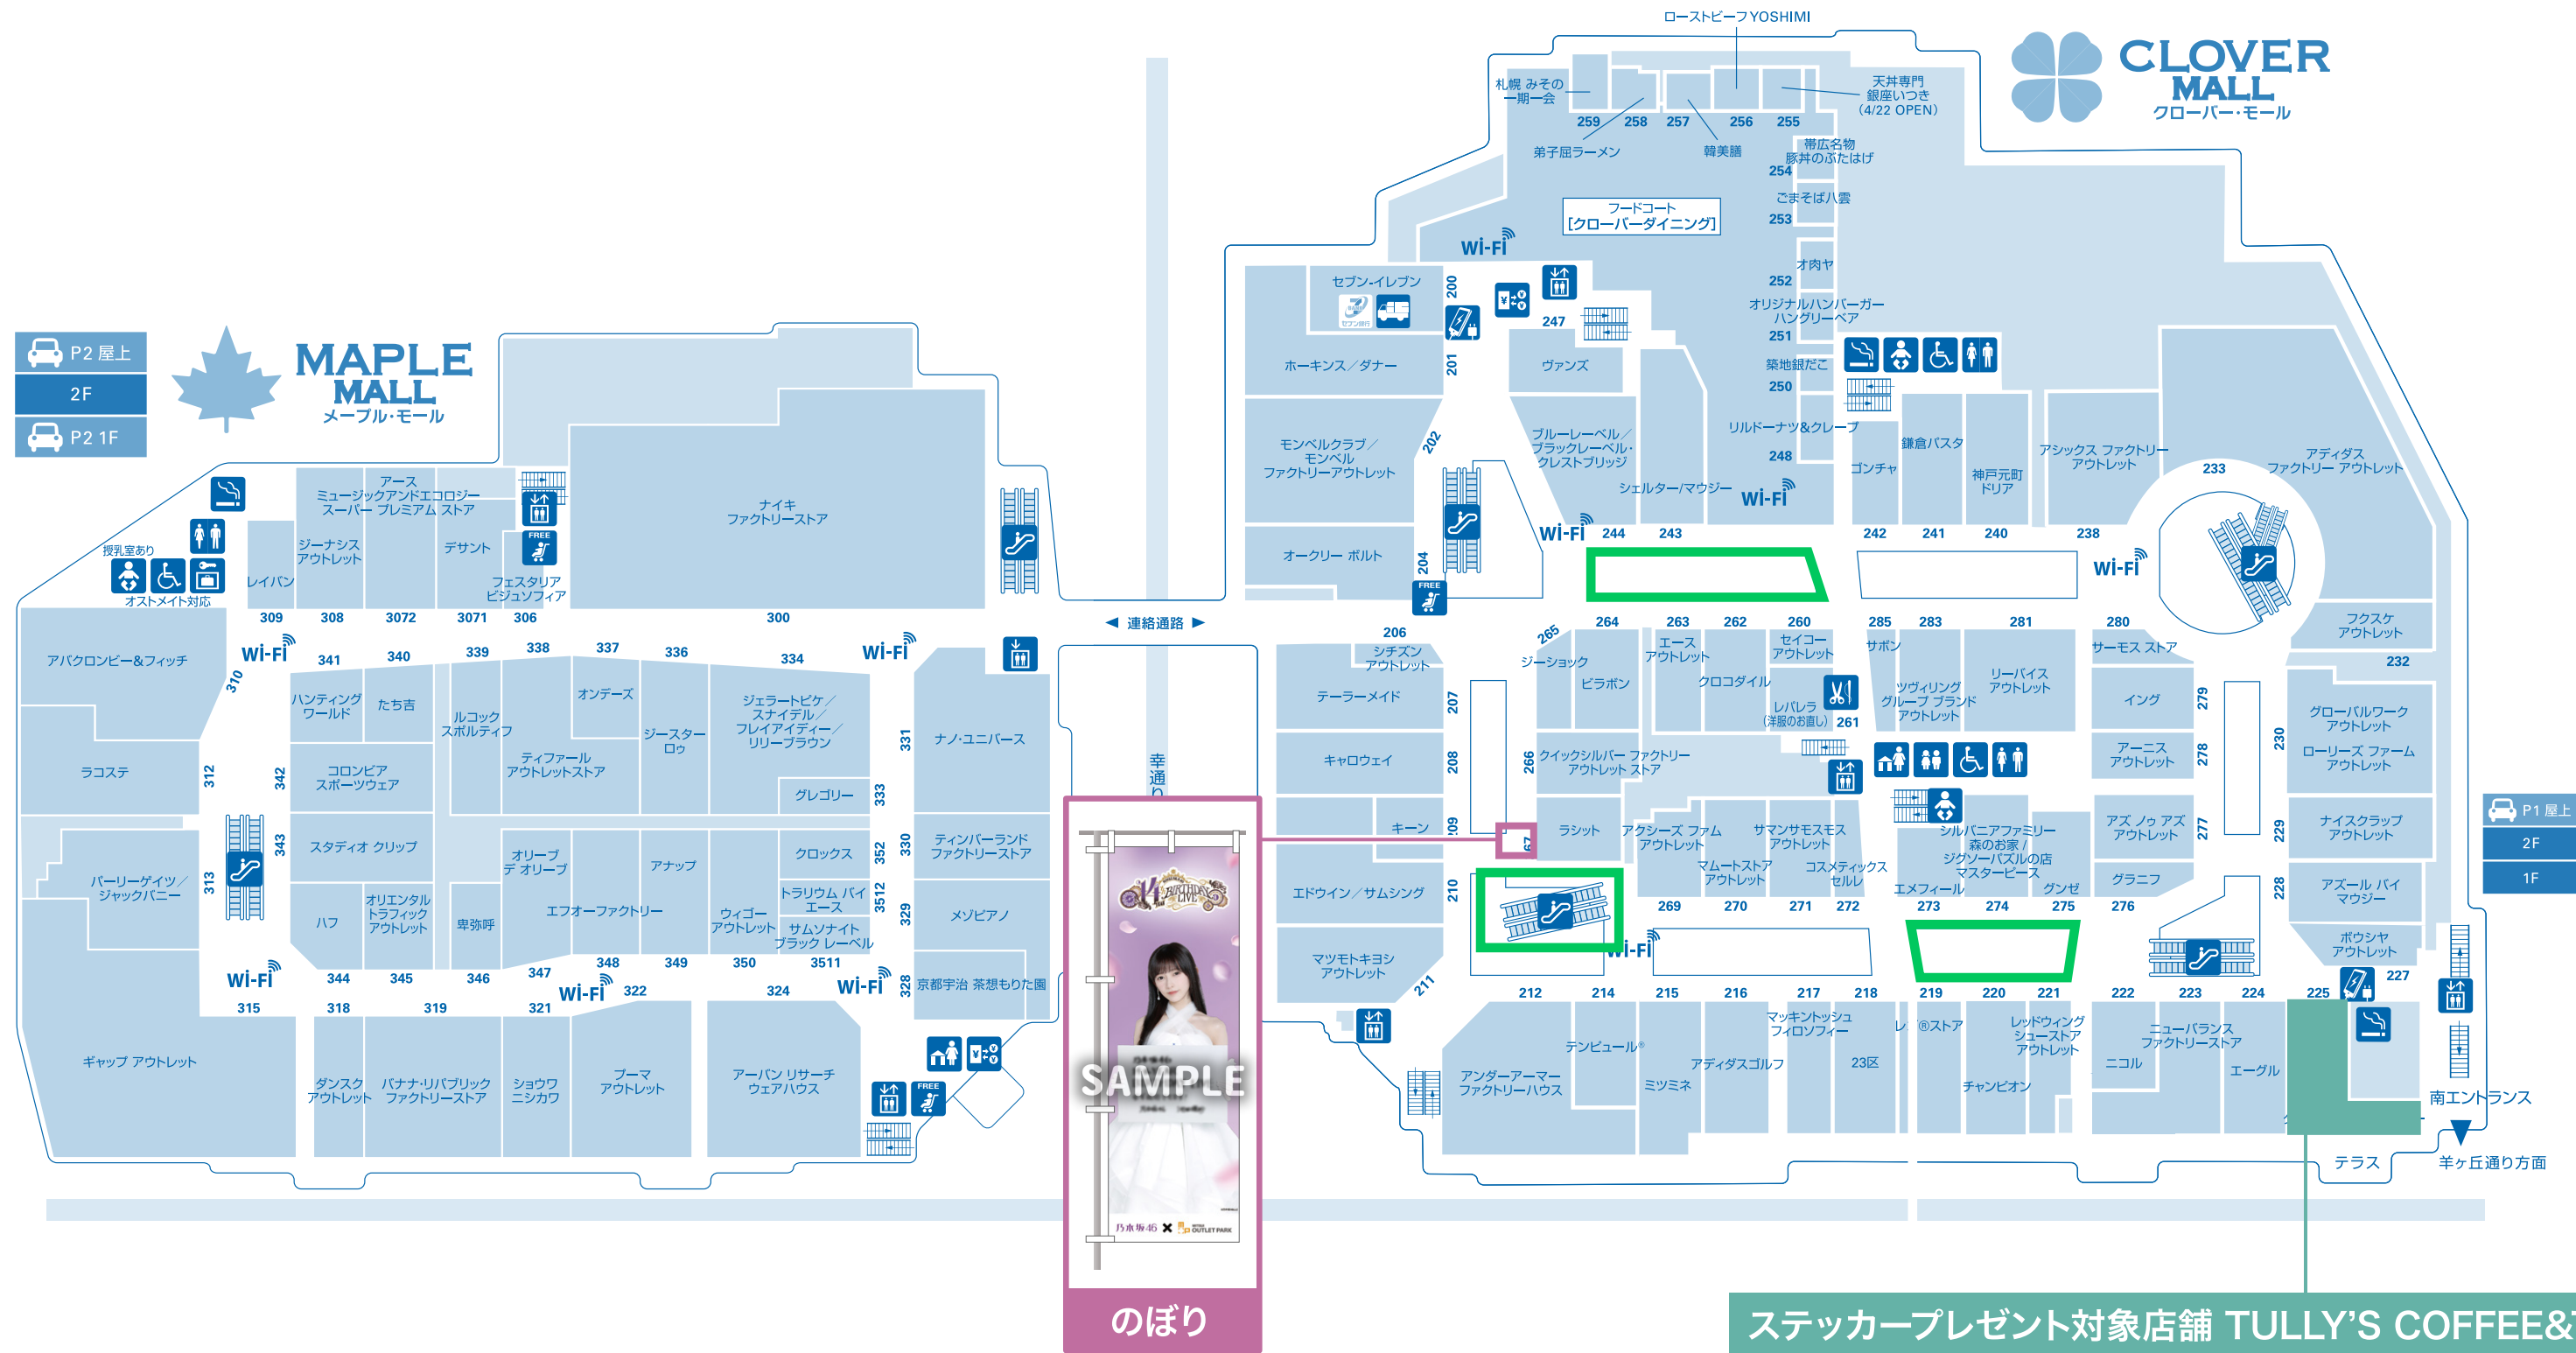 ローストビーフYOSHIMI
CLOVER
MALL
クローバー・モール
札幌 みその
一期一会
天丼専門
銀座いつき
(4/22 OPEN)
259
258
257
256
255
弟子屈ラーメン
韓美膳
帯広名物
豚丼のぶたはげ
254
ごまそば八雲
253
フードコート
[クローバーダイニング]
Wi-Fi
オ肉ヤ
252
オリジナルハンバーガー
ハングリーベア
251
築地銀だこ
250
リルドーナツ&クレープ
248
Wi-Fi
セブン-イレブン
セブン銀行
200
247
ホーキンス/ダナー
201
ヴァンズ
モンベルクラブ/
モンベル
ファクトリーアウトレット
202
ブルーレーベル/
ブラックレーベル・
クレストブリッジ
シェルター/マウジー
オークリー ボルト
204
FREE
Wi-Fi
244
243
ゴンチャ
鎌倉パスタ
神戸元町
ドリア
アシックス ファクトリー
アウトレット
233
アディダス
ファクトリー アウトレット
242
241
240
238
Wi-Fi
フクスケ
アウトレット
232
P2 屋上
2F
P2 1F
MAPLE
MALL
メープル・モール
アース
ミュージックアンドエコロジー
スーパー プレミアム ストア
ジーナシス
アウトレット
デサント
レイバン
フェスタリア
ビジュソフィア
FREE
ナイキ
ファクトリーストア
授乳室あり
オストメイト対応
309
308
3072
3071
306
300
◀ 連絡通路 ▶
アバクロンビー&フィッチ
Wi-Fi
310
341
340
339
338
337
336
334
Wi-Fi
ハンティング
ワールド
たち吉
ルコック
スポルティフ
オンデーズ
ティファール
アウトレットストア
ジースター
ロゥ
ジェラートピケ/
スナイデル/
フレイアイディー/
リリーブラウン
331
ナノ・ユニバース
ラコステ
312
342
コロンビア
スポーツウェア
グレゴリー
333
幸通り
343
スタディオ クリップ
オリーブ
デ オリーブ
アナップ
クロックス
352
330
ティンバーランド
ファクトリーストア
パーリーゲイツ/
ジャックバニー
313
ハフ
オリエンタル
トラフィック
アウトレット
卑弥呼
エフオーファクトリー
ウィゴー
アウトレット
トラリウム バイ
エース
3512
サムソナイト
ブラック レーベル
329
メゾピアノ
Wi-Fi
344
345
346
347
348
349
350
3511
Wi-Fi
328
京都宇治 茶想もりた園
315
318
319
321
Wi-Fi
322
324
ギャップ アウトレット
ダンスク
アウトレット
バナナ・リパブリック
ファクトリーストア
ショウワ
ニシカワ
プーマ
アウトレット
アーバン リサーチ
ウェアハウス
FREE
206
シチズン
アウトレット
テーラーメイド
207
キャロウェイ
208
キーン
209
エドウイン/サムシング
210
マツモトキヨシ
アウトレット
211
265
264
263
262
260
285
283
281
280
ジーショック
ビラボン
エース
アウトレット
クロコダイル
セイコー
アウトレット
レパレラ
(洋服のお直し)
261
サボン
ツヴィリング
グループ ブランド
アウトレット
リーバイス
アウトレット
サーモス ストア
イング
279
アーニス
アウトレット
278
230
グローバルワーク
アウトレット
ローリーズ ファーム
アウトレット
266
クイックシルバー ファクトリー
アウトレット ストア
67
ラシット
アクシーズ ファム
アウトレット
マムートストア
アウトレット
サマンサモスモス
アウトレット
コスメティックス
セルレ
シルバニアファミリー
森のお家 /
ジグソーパズルの店
マスターピース
エメフィール
グンゼ
アズ ノゥ アズ
アウトレット
277
グラニフ
229
ナイスクラップ
アウトレット
228
アズール バイ
マウジー
ボウシヤ
アウトレット
227
269
270
271
272
273
274
275
276
Wi-Fi
P1 屋上
2F
1F
212
214
215
216
217
218
219
220
221
222
223
224
225
アンダーアーマー
ファクトリーハウス
テンピュール®
ミツミネ
アディダスゴルフ
マッキントッシュ
フィロソフィー
23区
レ ®ストア
チャンピオン
レッドウィング
シューストア
アウトレット
ニコル
ニューバランス
ファクトリーストア
エーグル
南エントランス
テラス
羊ヶ丘通り方面
14
BIRTHDAY
LIVE
SAMPLE
乃木坂46 × MITSUI OUTLET PARK
のぼり
ステッカープレゼント対象店舗 TULLY'S COFFEE&